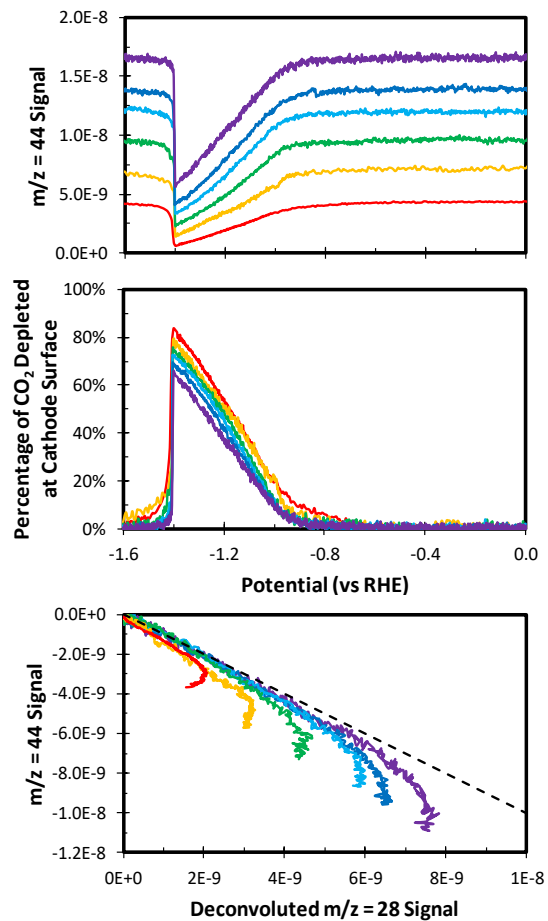 2.0E-8
1.5E-8
1.0E-8
5.0E-9
0.0E+0
m/z = 44 Signal
100%
80%
60%
40%
20%
0%
Percentage of CO₂ Depleted
at Cathode Surface
-1.6
-1.2
-0.8
-0.4
0.0
Potential (vs RHE)
0.0E+0
-2.0E-9
-4.0E-9
-6.0E-9
-8.0E-9
-1.0E-8
-1.2E-8
m/z = 44 Signal
0E+0
2E-9
4E-9
6E-9
8E-9
1E-8
Deconvoluted m/z = 28 Signal